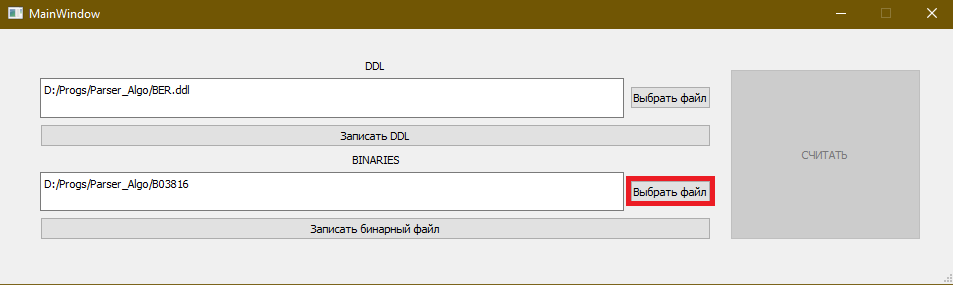 MainWindow
DDL
D:/Progs/Parser_Algo/BER.ddl
Выбрать файл
Записать DDL
СЧИТАТЬ
BINARIES
D:/Progs/Parser_Algo/B03816
Выбрать файл
Записать бинарный файл